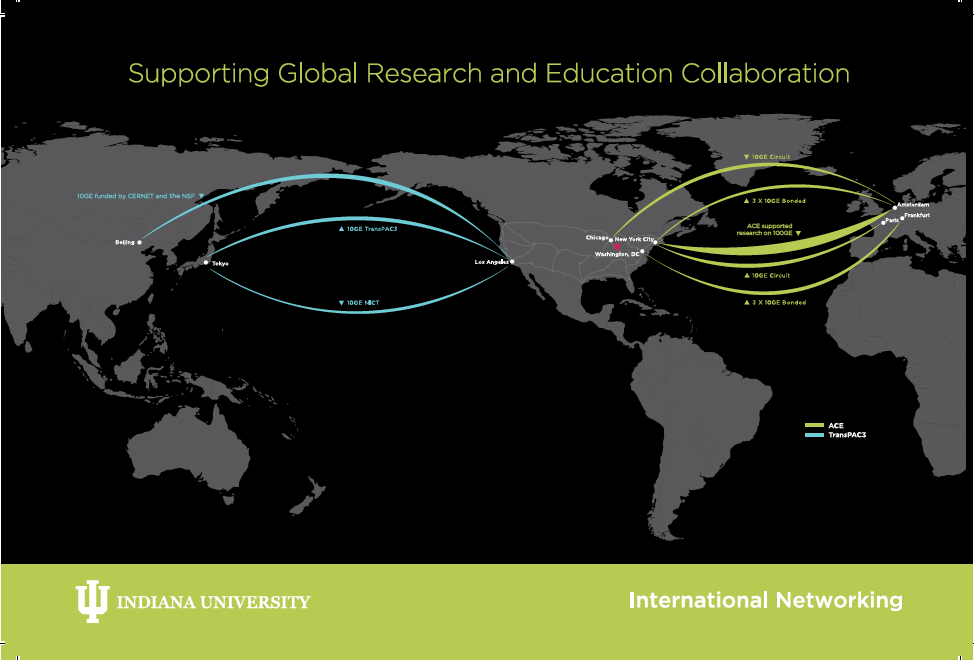 Supporting Global Research and Education Collaboration
▼ 10GE Circuit
10GE funded by CERNET and the NSF ▼
▲ 3 X 10GE Bonded
Amsterdam
Frankfurt
Paris
▲ 10GE TransPAC3
ACE supported
research on 100GE ▼
Beijing
Chicago
New York City
Washington, DC
Tokyo
Los Angeles
▲ 10GE Circuit
▼ 10GE NICT
▲ 3 X 10GE Bonded
ACE
TransPAC3
INDIANA UNIVERSITY
International Networking